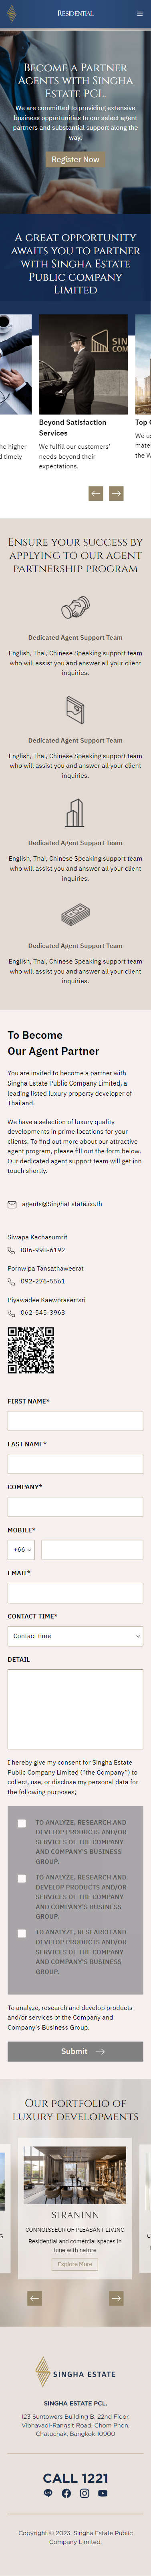 RESIDENTIAL
BECOME A PARTNER
AGENTS WITH SINGHA
ESTATE PCL.
We are committed to providing extensive
business opportunities to our select agent
partners and substantial support along the
way.
Register Now
A GREAT OPPORTUNITY
AWAITS YOU TO PARTNER
WITH SINGHA ESTATE
PUBLIC COMPANY
LIMITED
Beyond Satisfaction
Services
We fulfill our customers'
needs beyond their
expectations.
ENSURE YOUR SUCCESS BY
APPLYING TO OUR AGENT
PARTNERSHIP PROGRAM
Dedicated Agent Support Team
English, Thai, Chinese Speaking support team
who will assist you and answer all your client
inquiries.
Dedicated Agent Support Team
English, Thai, Chinese Speaking support team
who will assist you and answer all your client
inquiries.
Dedicated Agent Support Team
English, Thai, Chinese Speaking support team
who will assist you and answer all your client
inquiries.
Dedicated Agent Support Team
English, Thai, Chinese Speaking support team
who will assist you and answer all your client
inquiries.
To Become
Our Agent Partner
You are invited to become a partner with
Singha Estate Public Company Limited, a
leading listed luxury property developer of
Thailand.
We have a selection of luxury quality
developments in prime locations for your
clients. To find out more about our attractive
agent program, please fill out the form below.
Our dedicated agent support team will get inn
touch shortly.
agents@SinghaEstate.co.th
Siwapa Kachasumrit
086-998-6192
Pornwipa Tansathaweerat
092-276-5561
Piyawadee Kaewprasertsri
062-545-3963
FIRST NAME*
LAST NAME*
COMPANY*
MOBILE*
+66
EMAIL*
CONTACT TIME*
Contact time
DETAIL
I hereby give my consent for Singha Estate
Public Company Limited ("the Company") to
collect, use, or disclose my personal data for
the following purposes;
TO ANALYZE, RESEARCH AND
DEVELOP PRODUCTS AND/OR
SERVICES OF THE COMPANY
AND COMPANY'S BUSINESS
GROUP.
TO ANALYZE, RESEARCH AND
DEVELOP PRODUCTS AND/OR
SERVICES OF THE COMPANY
AND COMPANY'S BUSINESS
GROUP.
TO ANALYZE, RESEARCH AND
DEVELOP PRODUCTS AND/OR
SERVICES OF THE COMPANY
AND COMPANY'S BUSINESS
GROUP.
To analyze, research and develop products
and/or services of the Company and
Company's Business Group.
Submit
OUR PORTFOLIO OF
LUXURY DEVELOPMENTS
SIRANINN
CONNOISSEUR OF PLEASANT LIVING
Residential and comercial spaces in
tune with nature
Explore More
SINGHA ESTATE
SINGHA ESTATE PCL.
123 Suntowers Building B, 22nd Floor,
Vibhavadi-Rangsit Road, Chom Phon,
Chatuchak, Bangkok 10900
CALL 1221
Copyright © 2023, Singha Estate Public
Company Limited.